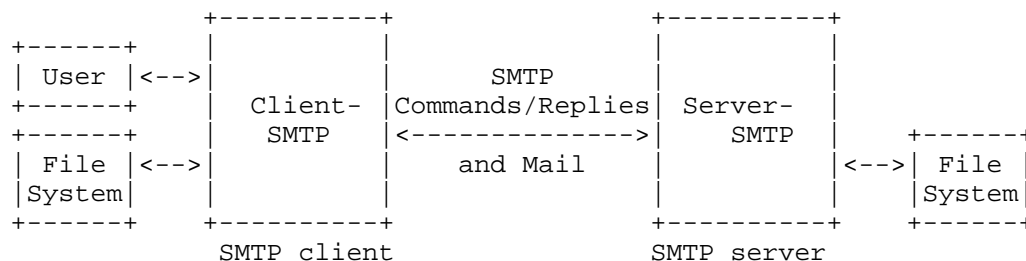 +----------+                +----------+
+------+       |          |                |          |
| User |<-->|          |      SMTP      |          |
+------+       |  Client- |Commands/Replies| Server-  |
+------+       |   SMTP   |<-------------->|    SMTP  |       +------+
| File |<-->|          |    and Mail    |          |<-->| File |
|System|    |          |                |          |    |System|
+------+    +----------+                +----------+    +------+
SMTP client                SMTP server